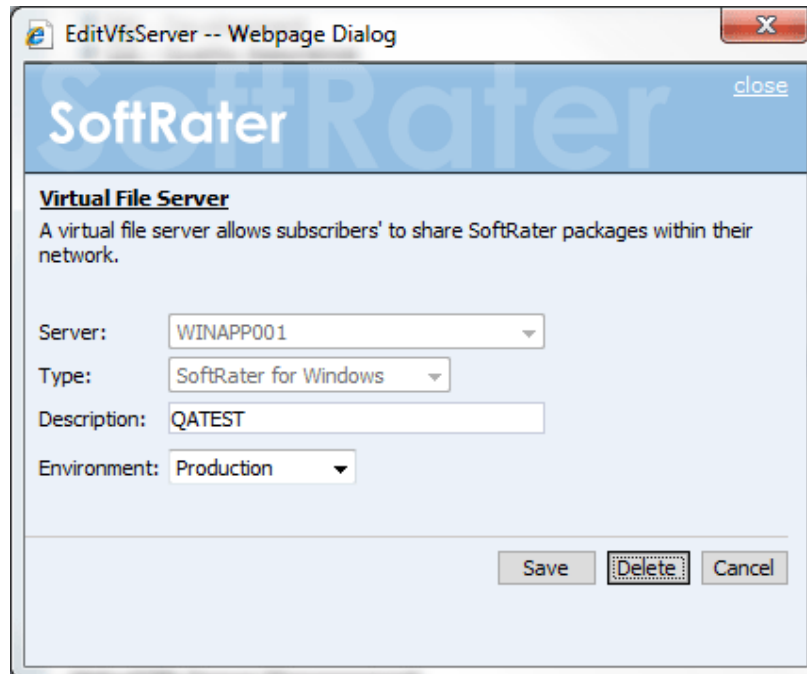 EditVfsServer -- Webpage Dialog
close
SoftRater
SoftRater
Virtual File Server
A virtual file server allows subscribers' to share SoftRater packages within their
network.
Server: WINAPP001
Type: SoftRater for Windows
Description: QATEST
Environment: Production
Save Delete Cancel